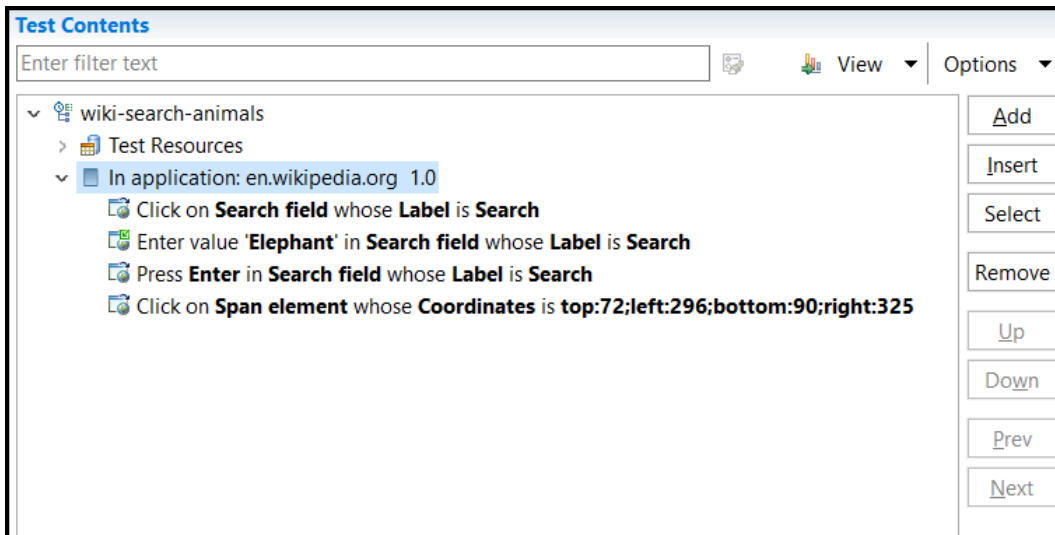 Test Contents
Enter filter text
View
Options
wiki-search-animals
Test Resources
In application: en.wikipedia.org 1.0
Click on Search field whose Label is Search
Enter value 'Elephant' in Search field whose Label is Search
Press Enter in Search field whose Label is Search
Click on Span element whose Coordinates is top:72;left:296;bottom:90;right:325
Add
Insert
Select
Remove
Up
Down
Prev
Next